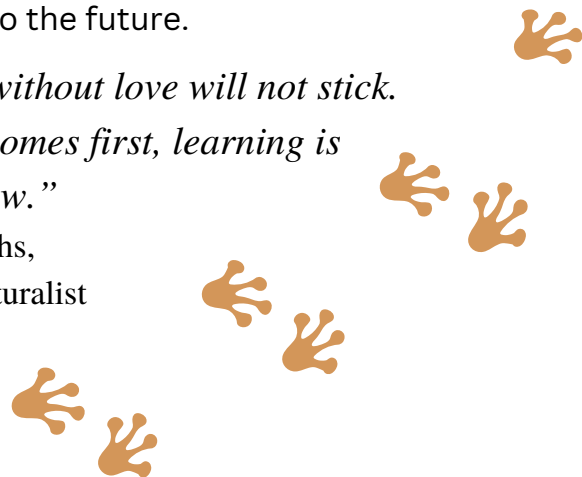 o the future.
without love will not stick.
omes first, learning is
w.”
hs,
turalist